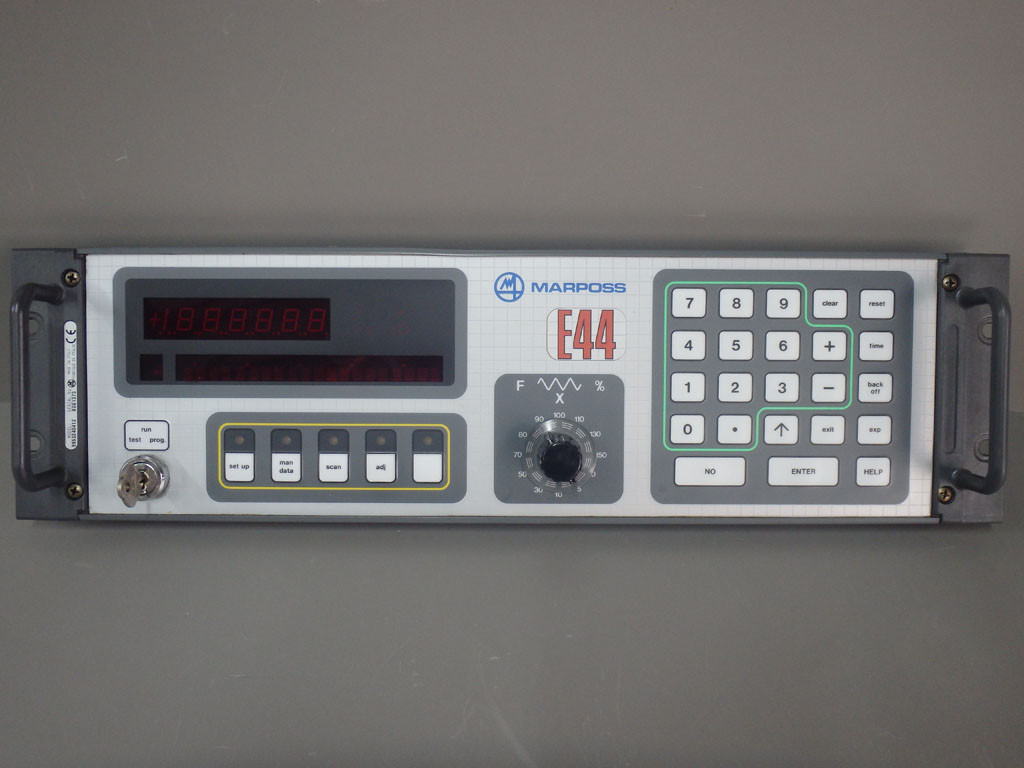 MARPOSS
E44
F %
X
90 100 110
80 130
70 150
50
30 10 5
run
test prog.
set up
man
data
scan
adj
7 8 9 clear reset
4 5 6 + time
1 2 3 − back
off
0 • ↑ exit exp
NO ENTER HELP
CE